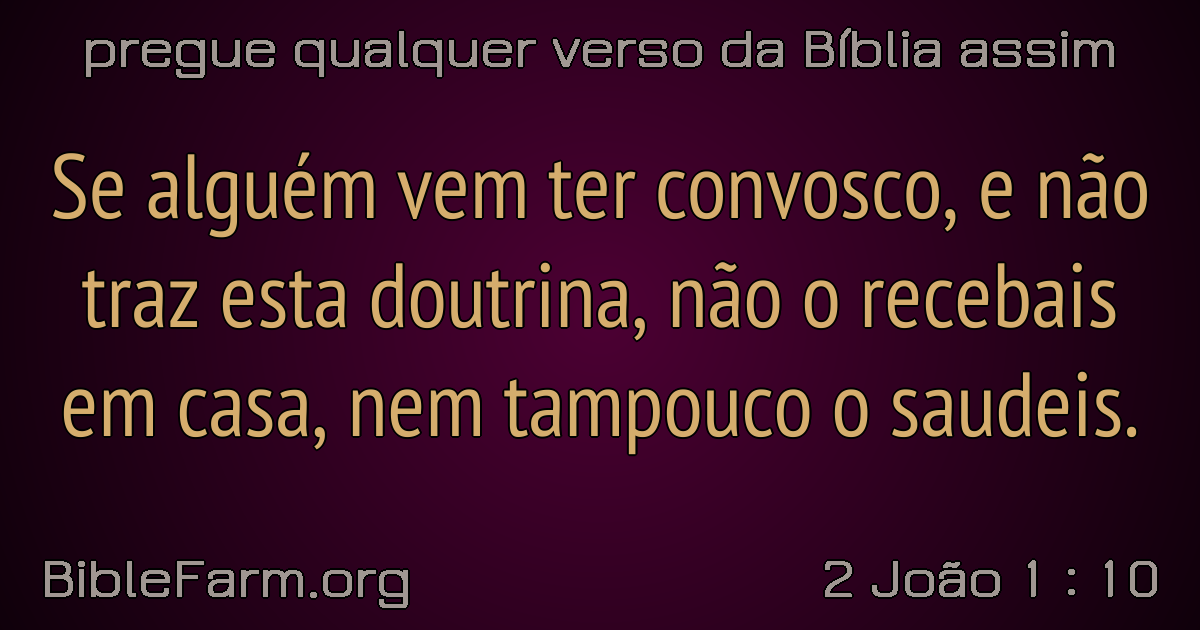 pregue qualquer verso da Bíblia assim
Se alguém vem ter convosco, e não
traz esta doutrina, não o recebais
em casa, nem tampouco o saudeis.
BibleFarm.org
2 João 1 : 10